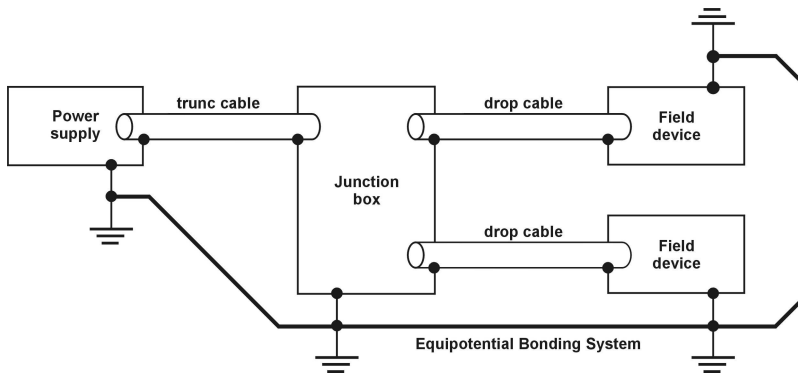 Power
supply
trunc cable
Junction
box
drop cable
Field
device
drop cable
Field
device
Equipotential Bonding System